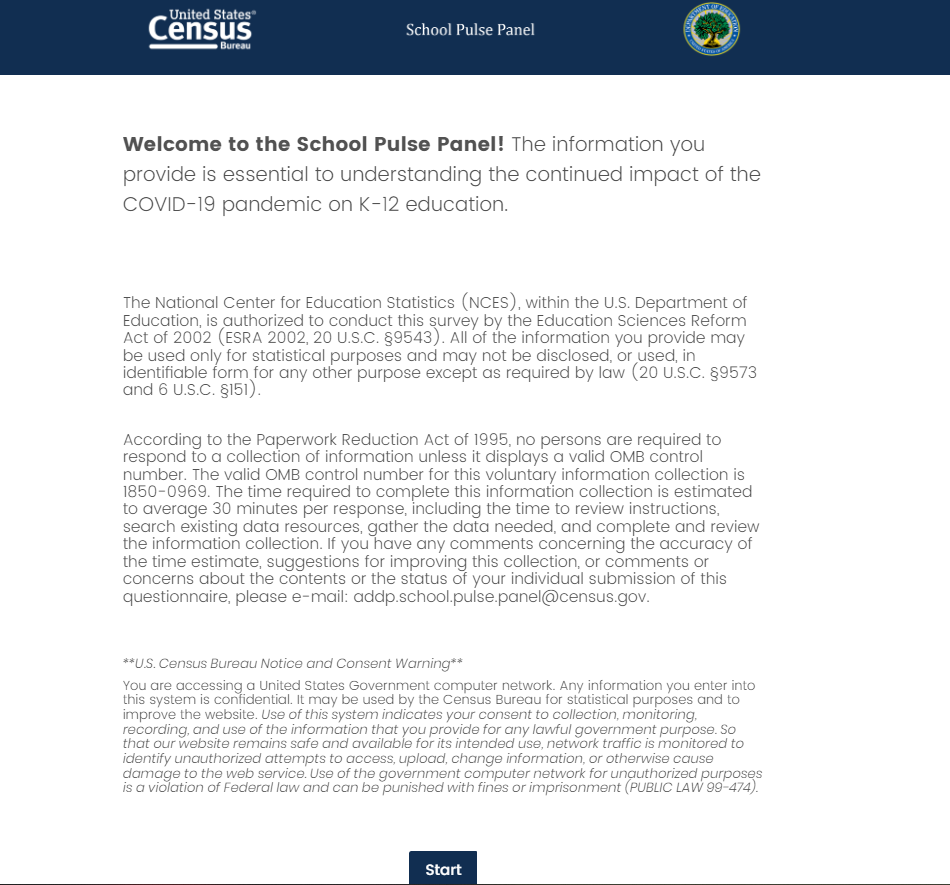 United States®
Census
Bureau
School Pulse Panel
Welcome to the School Pulse Panel! The information you
provide is essential to understanding the continued impact of the
COVID-19 pandemic on K-12 education.
The National Center for Education Statistics (NCES), within the U.S. Department of
Education, is authorized to conduct this survey by the Education Sciences Reform
Act of 2002 (ESRA 2002, 20 U.S.C. §9543). All of the information you provide may
be used only for statistical purposes and may not be disclosed, or used, in
identifiable form for any other purpose except as required by law (20 U.S.C. §9573
and 6 U.S.C. §151).
According to the Paperwork Reduction Act of 1995, no persons are required to
respond to a collection of information unless it displays a valid OMB control
number. The valid OMB control number for this voluntary information collection is
1850-0969. The time required to complete this information collection is estimated
to average 30 minutes per response, including the time to review instructions,
search existing data resources, gather the data needed, and complete and review
the information collection. If you have any comments concerning the accuracy of
the time estimate, suggestions for improving this collection, or comments or
concerns about the contents or the status of your individual submission of this
questionnaire, please e-mail: addp.school.pulse.panel@census.gov.
**U.S. Census Bureau Notice and Consent Warning**
You are accessing a United States Government computer network. Any information you enter into
this system is confidential. It may be used by the Census Bureau for statistical purposes and to
improve the website. Use of this system indicates your consent to collection, monitoring,
recording, and use of the information that you provide for any lawful government purpose. So
that our website remains safe and available for its intended use, network traffic is monitored to
identify unauthorized attempts to access, upload, change information, or otherwise cause
damage to the web service. Use of the government computer network for unauthorized purposes
is a violation of Federal law and can be punished with fines or imprisonment (PUBLIC LAW 99-474).
Start